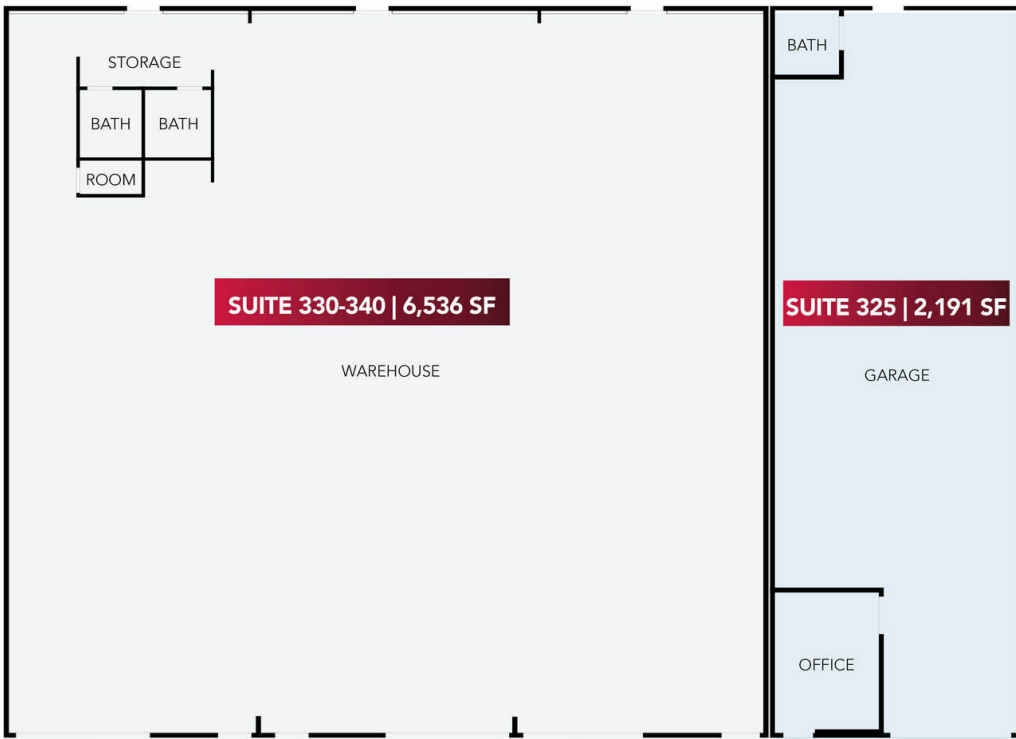 STORAGE
BATH BATH
ROOM
SUITE 330-340 | 6,536 SF
WAREHOUSE
BATH
SUITE 325 | 2,191 SF
GARAGE
OFFICE